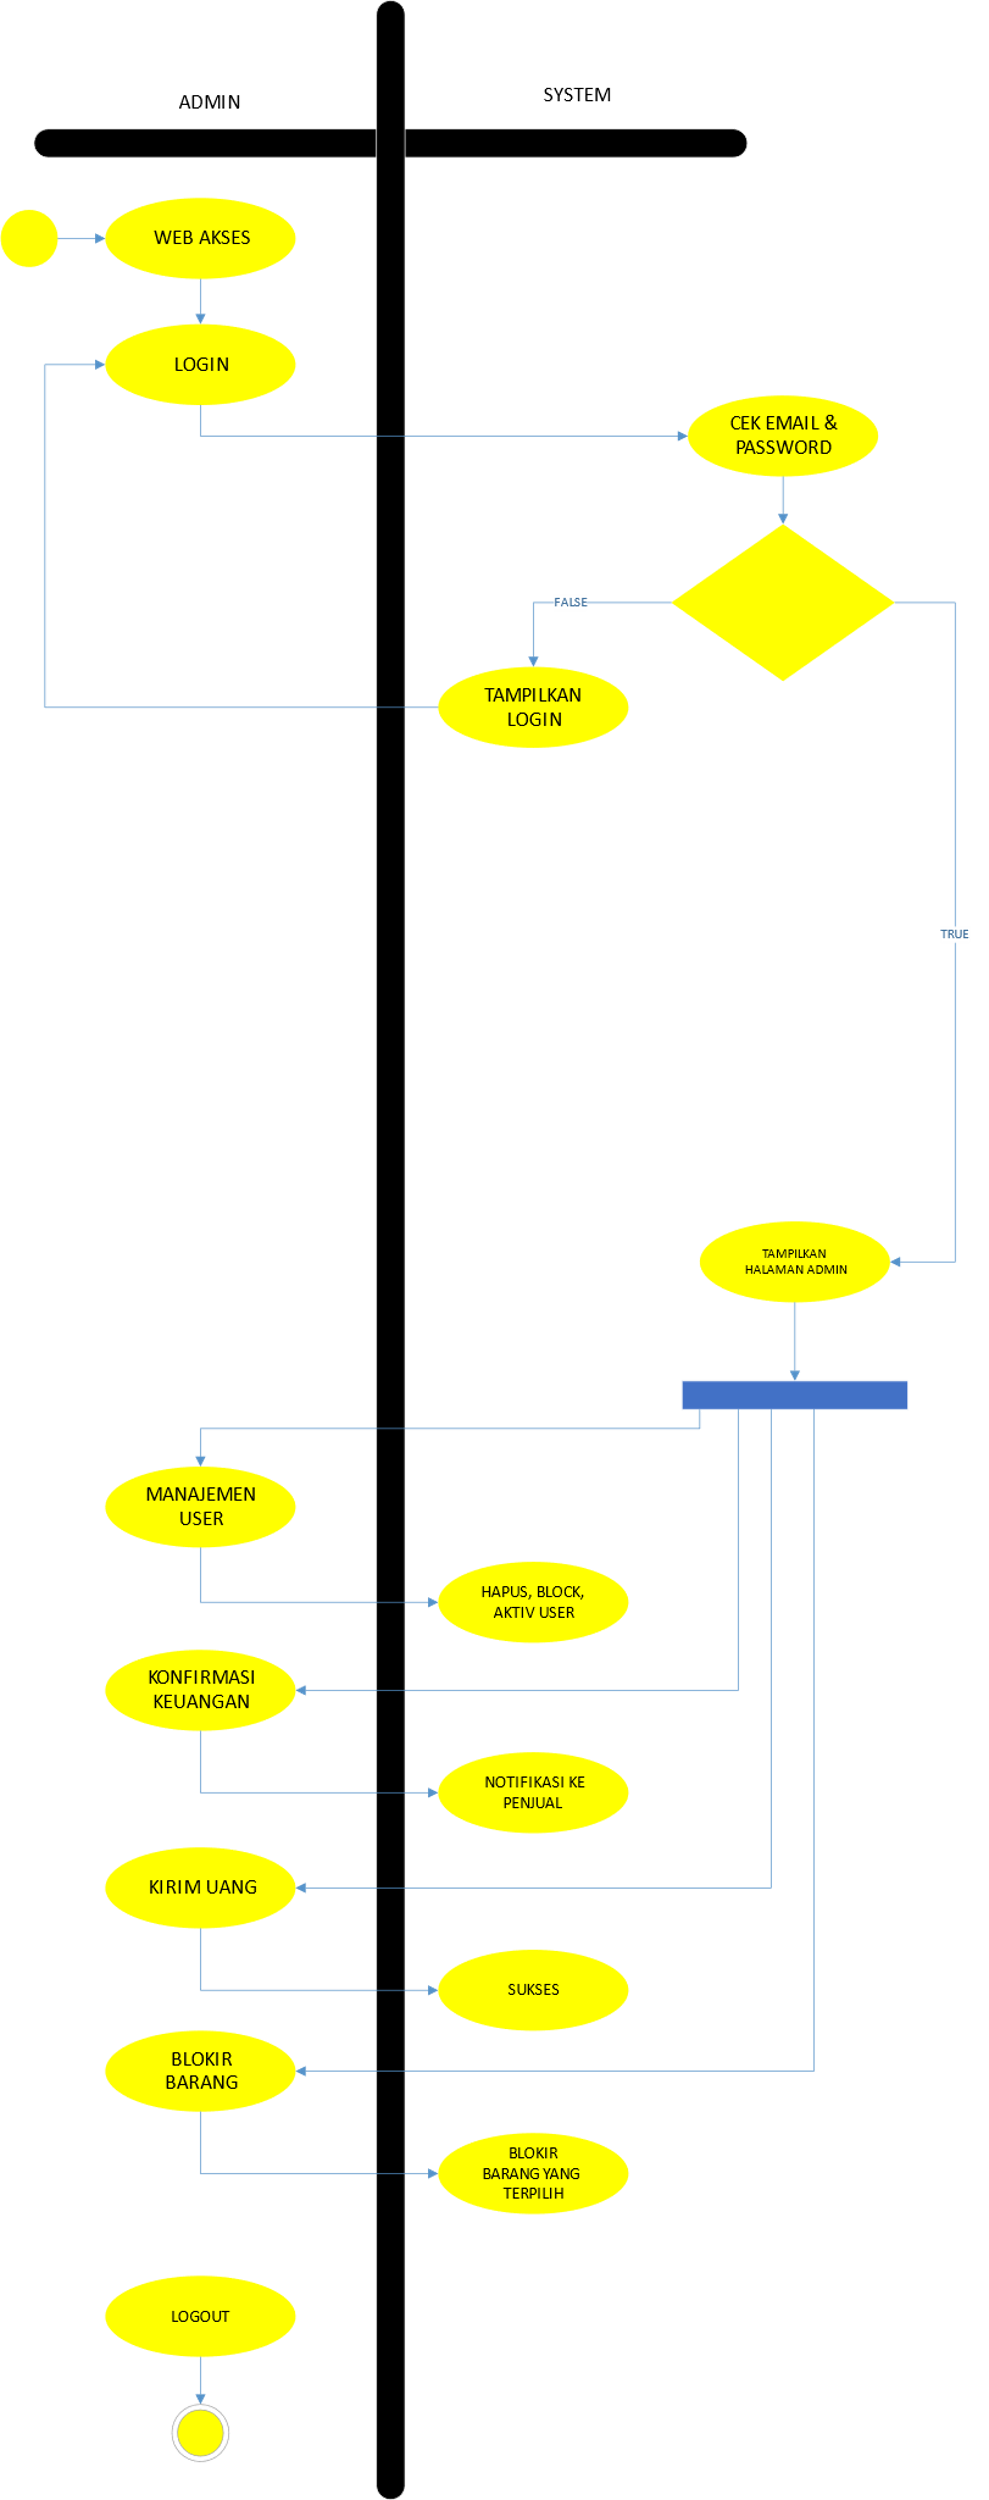 ADMIN
SYSTEM
WEB AKSES
LOGIN
CEK EMAIL &
PASSWORD
FALSE
TAMPILKAN
LOGIN
TRUE
TAMPILKAN
HALAMAN ADMIN
MANAJEMEN
USER
HAPUS, BLOCK,
AKTIV USER
KONFIRMASI
KEUANGAN
NOTIFIKASI KE
PENJUAL
KIRIM UANG
SUKSES
BLOKIR
BARANG
BLOKIR
BARANG YANG
TERPILIH
LOGOUT